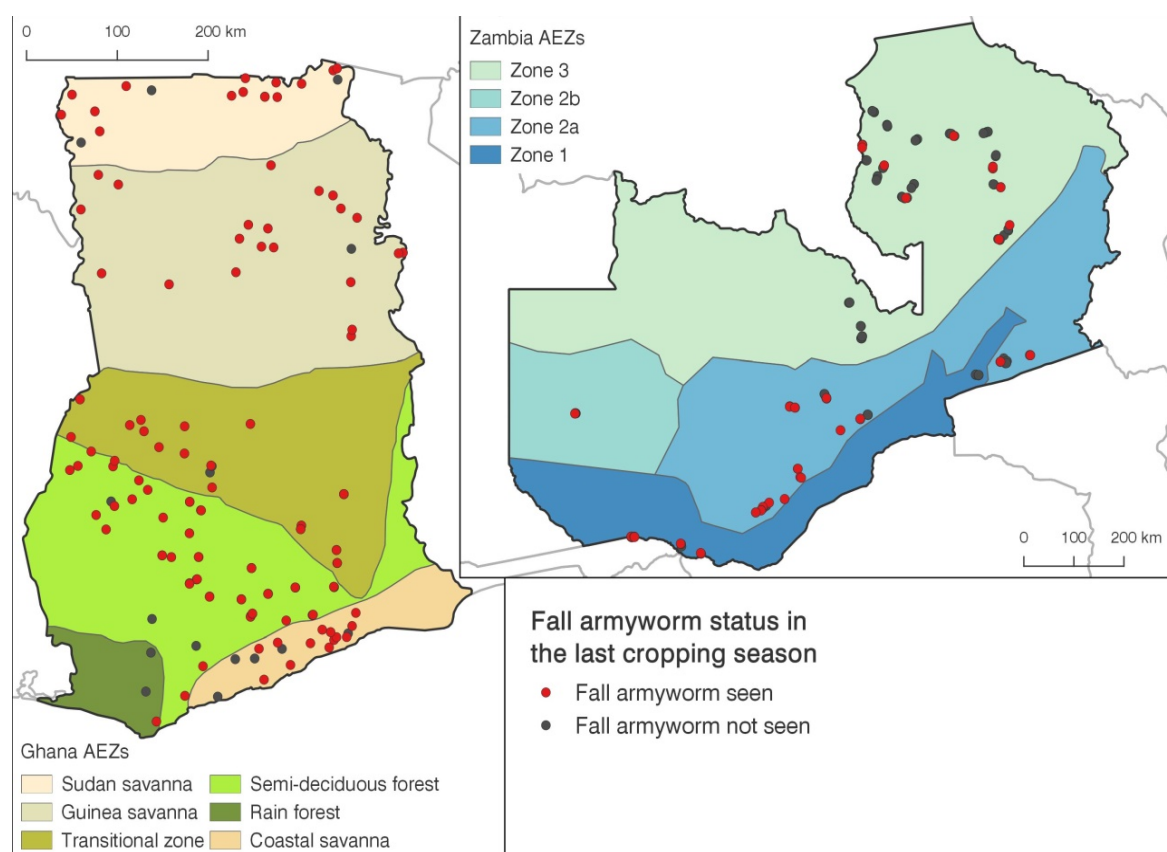 0 100 200 km
Ghana AEZs
Sudan savanna
Guinea savanna
Transitional zone
Semi-deciduous forest
Rain forest
Coastal savanna
Zambia AEZs
Zone 3
Zone 2b
Zone 2a
Zone 1
0 100 200 km
Fall armyworm status in
the last cropping season
Fall armyworm seen
Fall armyworm not seen